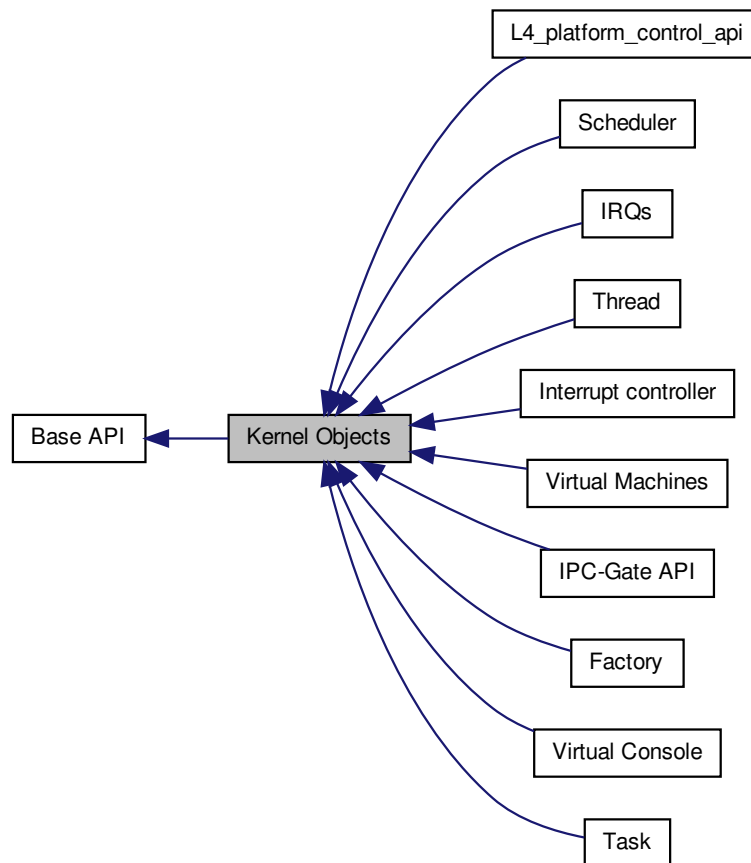 L4_platform_control_api
Scheduler
IRQs
Thread
Interrupt controller
Base API
Kernel Objects
Virtual Machines
IPC-Gate API
Factory
Virtual Console
Task